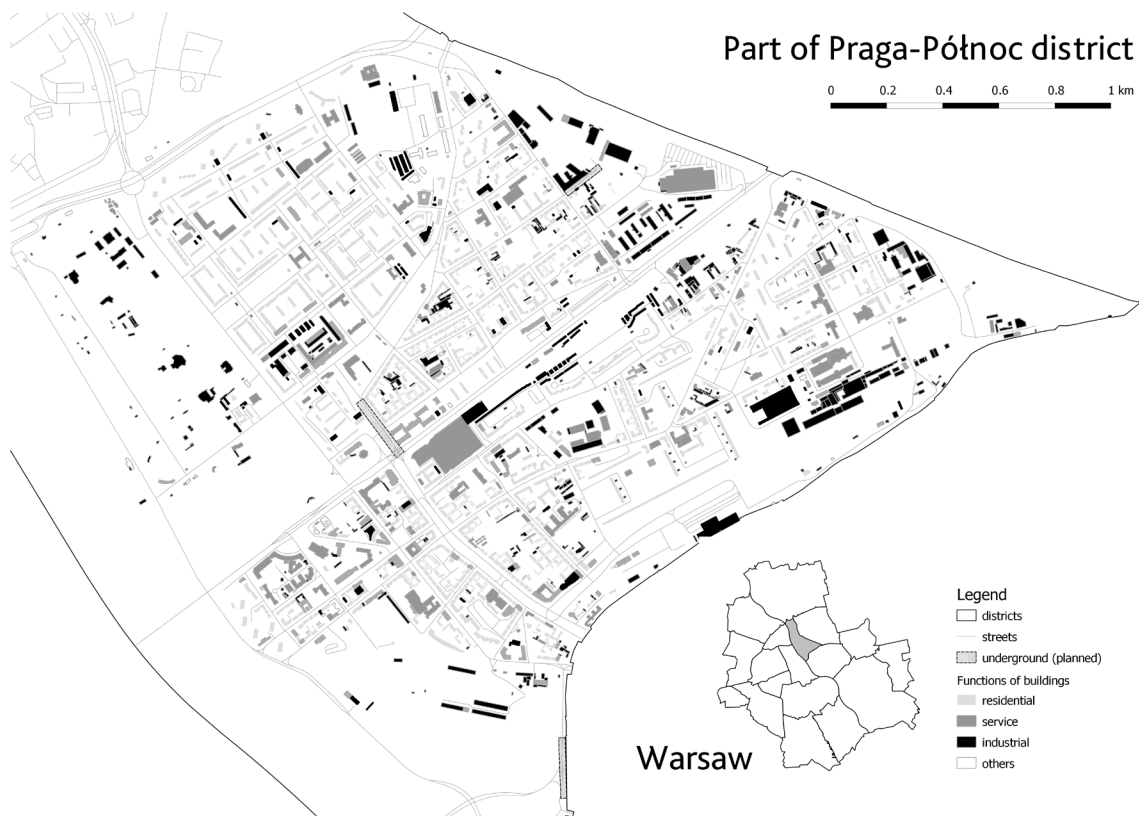 Part of Praga-Północ district
0 0.2 0.4 0.6 0.8 1 km
Legend
districts
streets
underground (planned)
Functions of buildings
residential
service
industrial
others
Warsaw